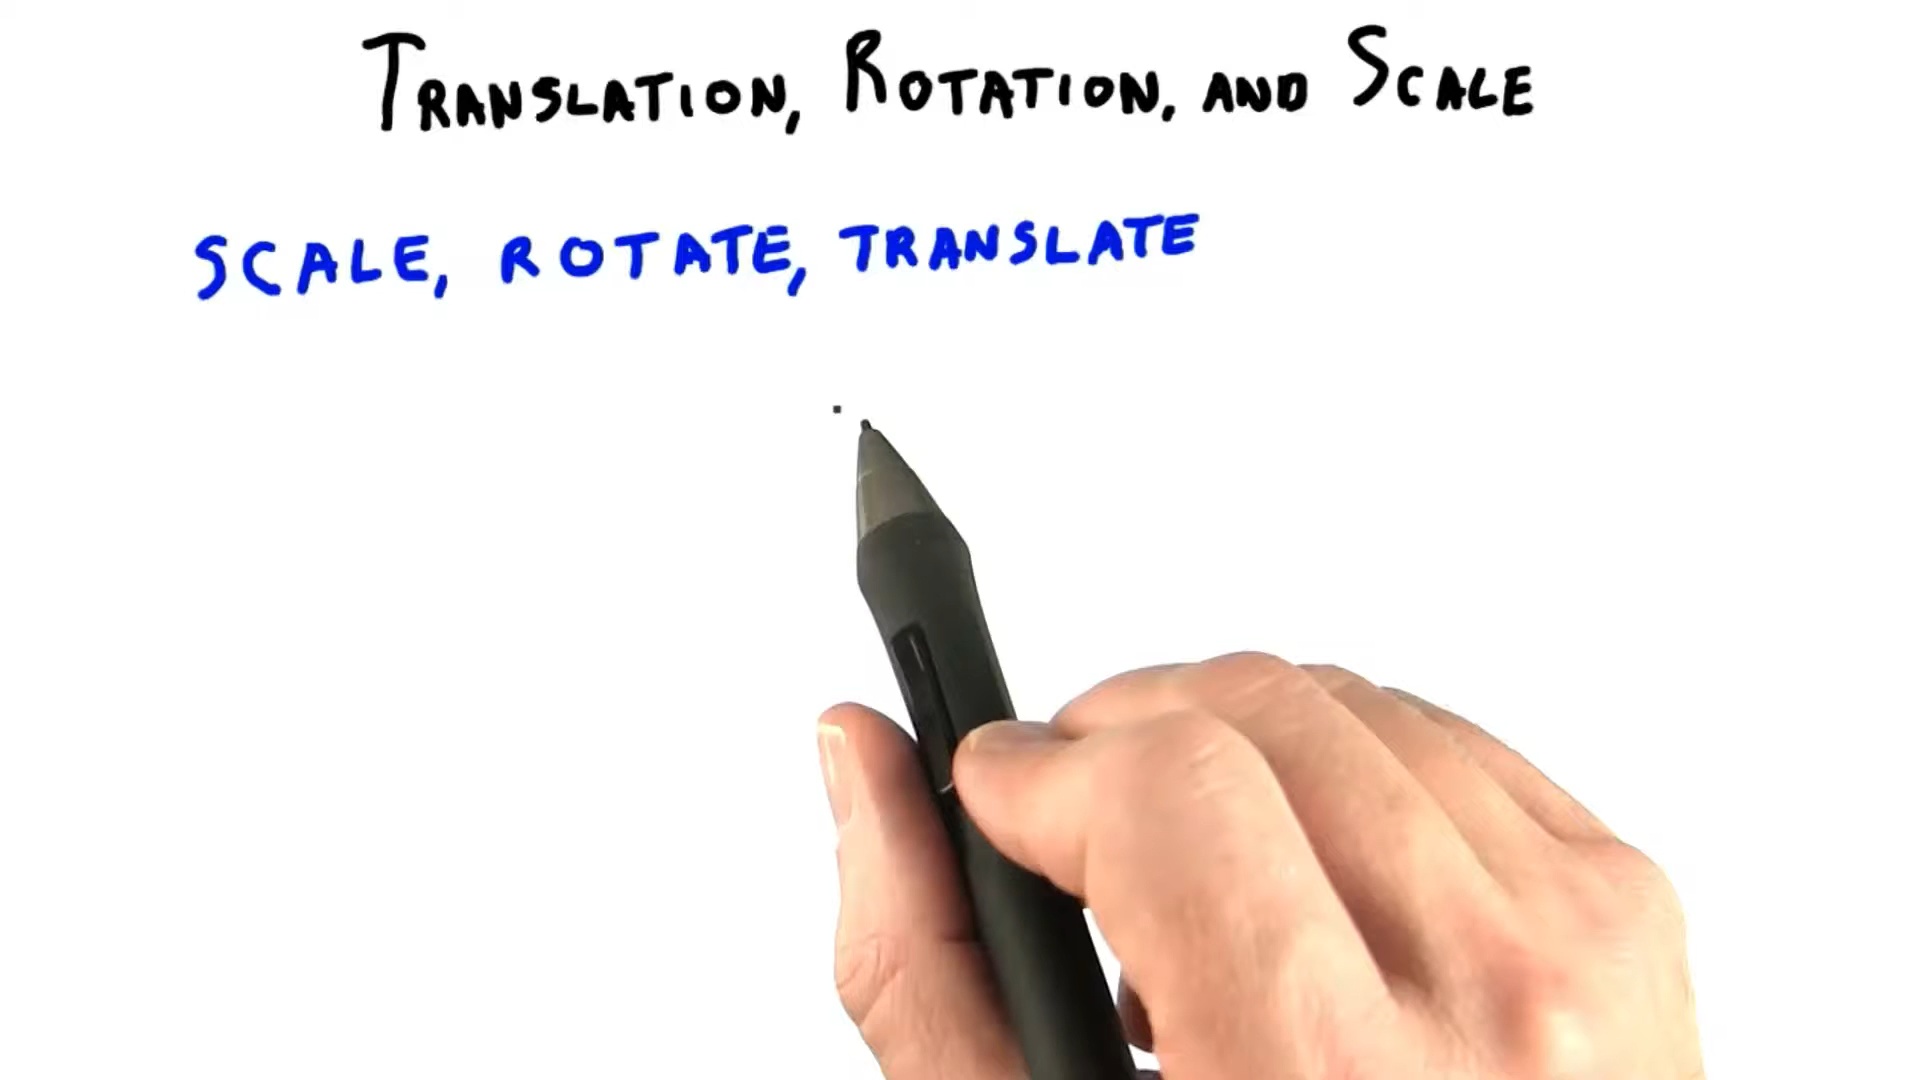 TRANSLATION, ROTATION, AND SCALE
SCALE, ROTATE, TRANSLATE